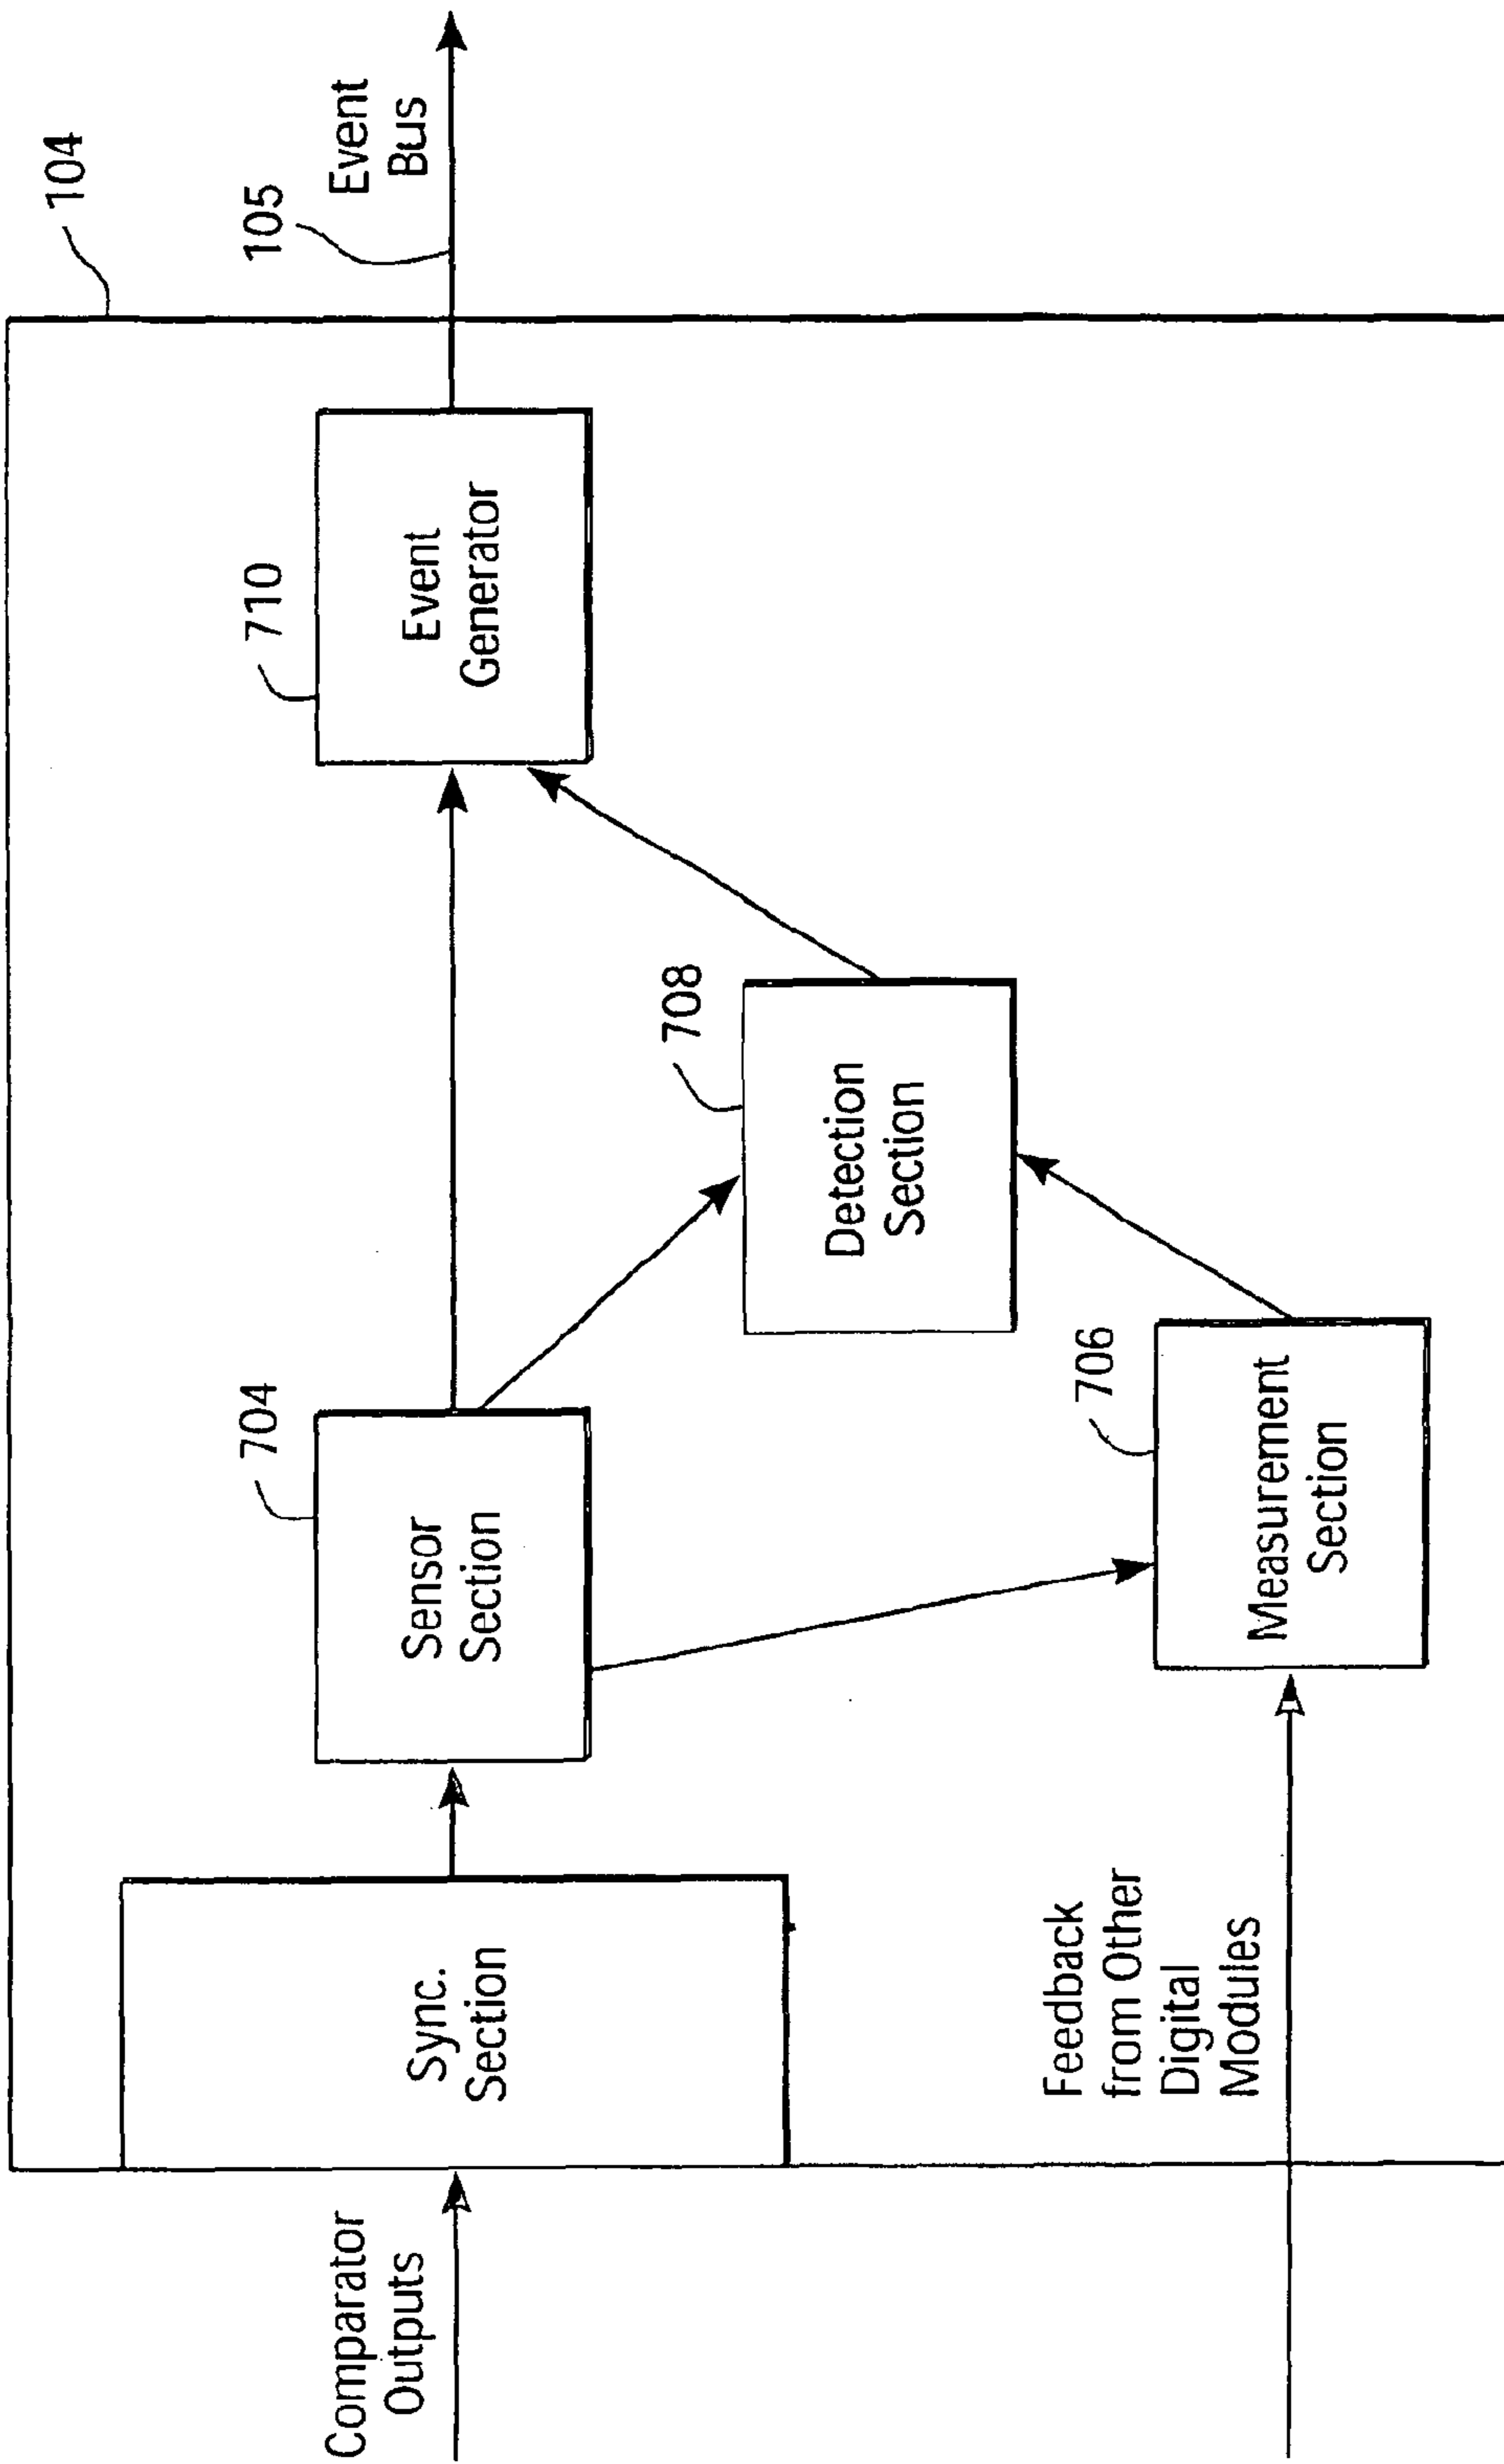 104
105
Event
Bus
710
Event
Generator
708
Detection
Section
704
Sensor
Section
706
Measurement
Section
Sync.
Section
Feedback
from Other
Digital
Modules
Comparator
Outputs